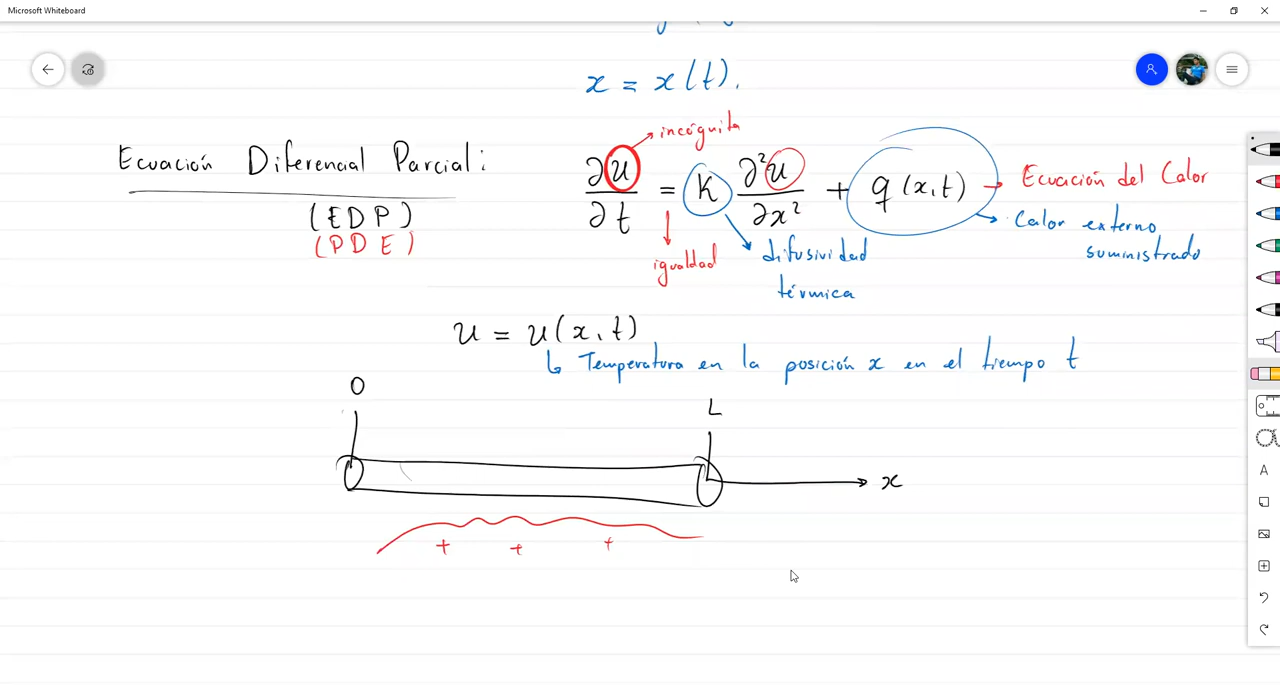 Microsoft Whiteboard
x = x(t).
Ecuación Diferencial Parcial:
(EDP)
(PDE)
∂u/∂t = K ∂²u/∂x² + q(x,t)
incógnita
Ecuación del Calor
Calor externo
suministrado
igualdad
difusividad
térmica
u = u(x,t)
↳ Temperatura en la posición x en el tiempo t
0
L
x
+ + +
A